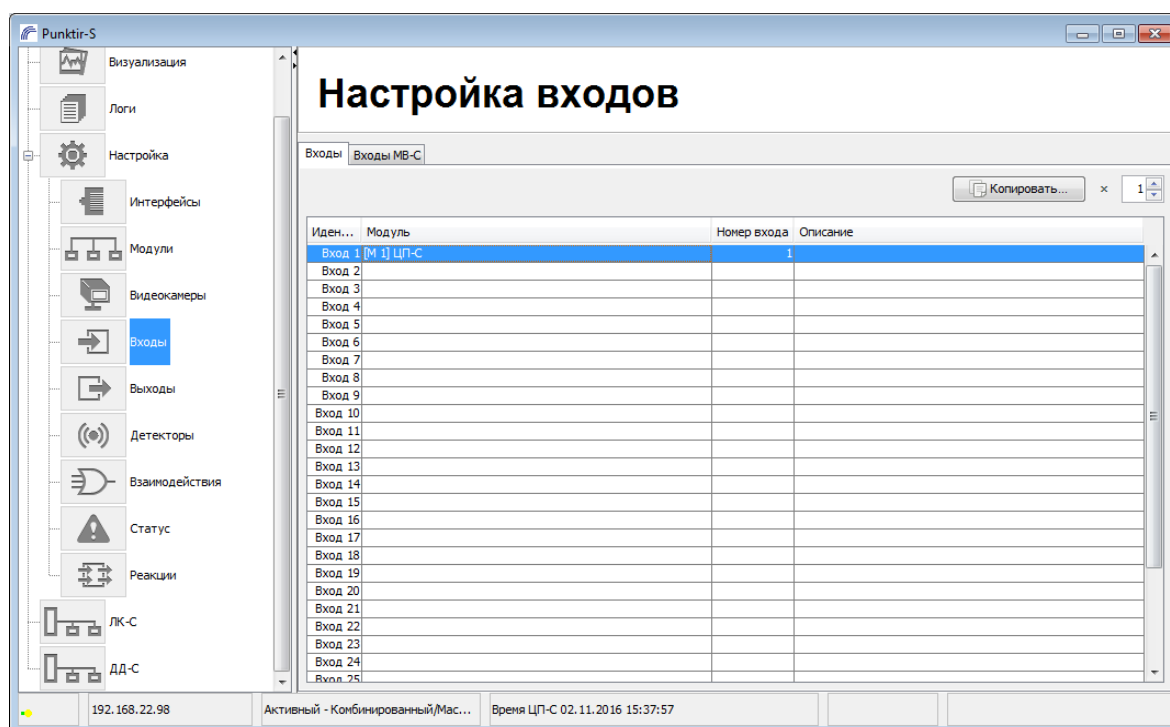 Punktir-S
Визуализация
Логи
Настройка
Интерфейсы
Модули
Видеокамеры
Входы
Выходы
Детекторы
Взаимодействия
Статус
Реакции
ЛК-С
ДД-С
Настройка входов
Входы Входы МВ-С
Копировать... × 1
Иден... Модуль Номер входа Описание
Вход 1 [М 1] ЦП-С 1
Вход 2
Вход 3
Вход 4
Вход 5
Вход 6
Вход 7
Вход 8
Вход 9
Вход 10
Вход 11
Вход 12
Вход 13
Вход 14
Вход 15
Вход 16
Вход 17
Вход 18
Вход 19
Вход 20
Вход 21
Вход 22
Вход 23
Вход 24
Вход 25
192.168.22.98 Активный - Комбинированный/Мас... Время ЦП-С 02.11.2016 15:37:57